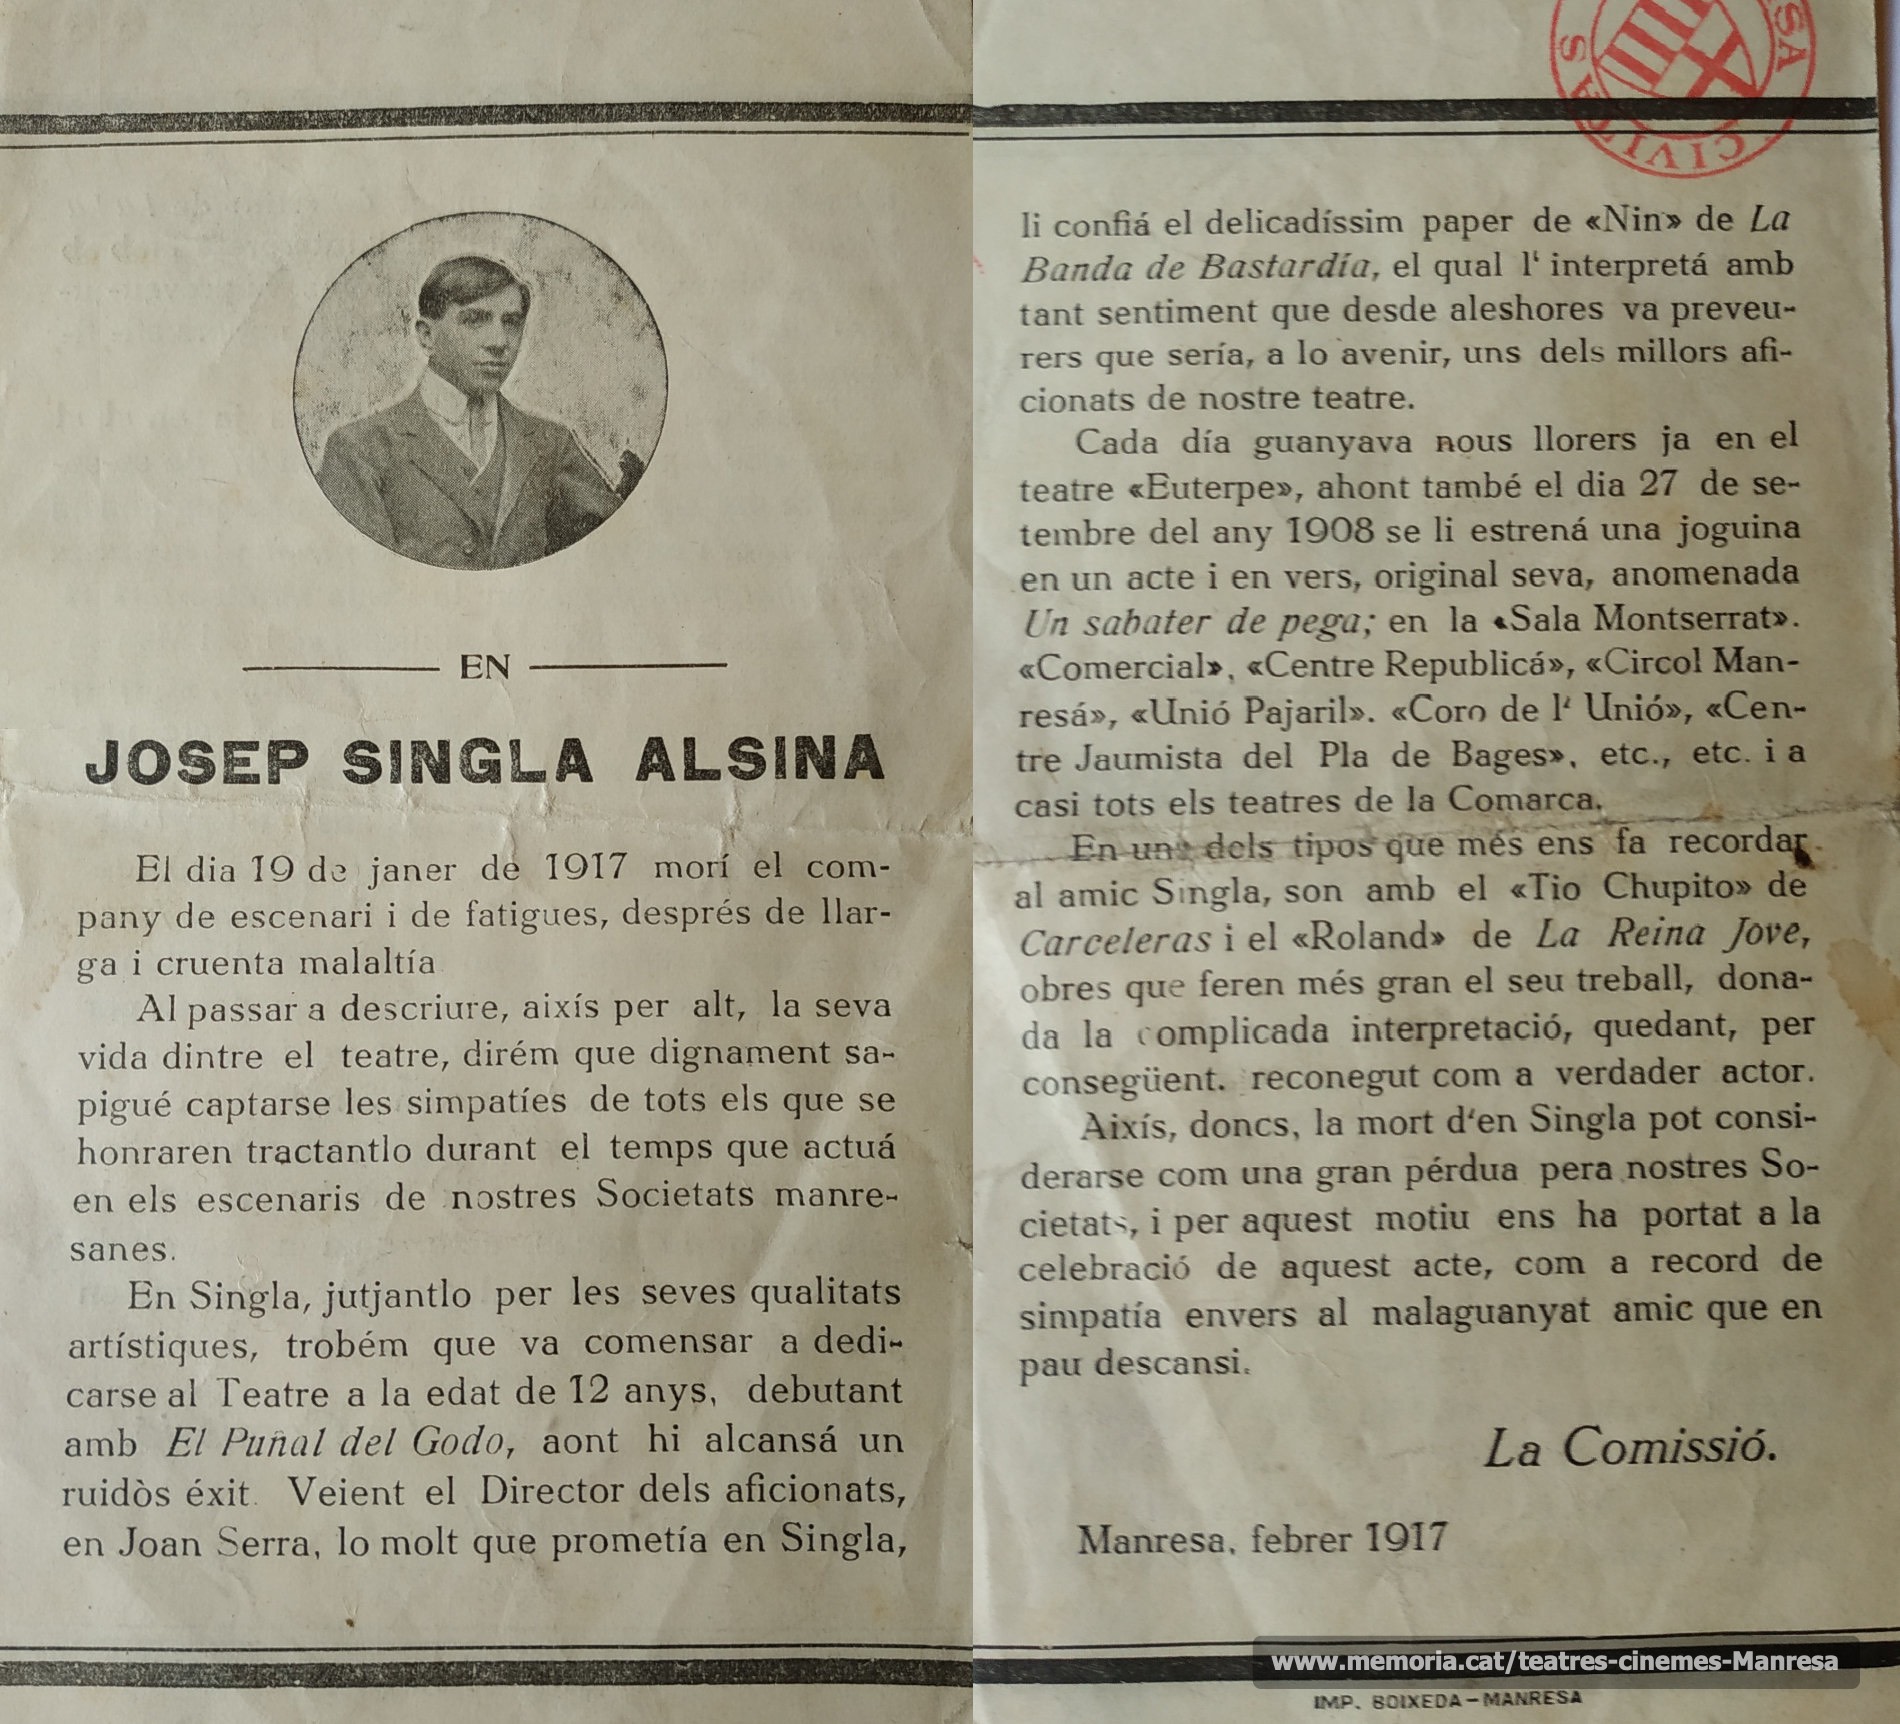 EN
JOSEP SINGLA ALSINA
El dia 19 de janer de 1917 morí el com-
pany de escenari i de fatigues, després de llar-
ga i cruenta malaltía
Al passar a descriure, aixís per alt, la seva
vida dintre el teatre, dirém que dignament sa-
pigué captarse les simpatíes de tots els que se
honraren tractantlo durant el temps que actuá
en els escenaris de nostres Societats manre-
sanes.
En Singla, jutjantlo per les seves qualitats
artístiques, trobém que va comensar a dedi-
carse al Teatre a la edat de 12 anys, debutant
amb El Puñal del Godo, aont hi alcansá un
ruidòs éxit. Veient el Director dels aficionats,
en Joan Serra, lo molt que prometía en Singla,
SA
CIVITAS
li confiá el delicadíssim paper de «Nin» de La
Banda de Bastardía, el qual l‘ interpretá amb
tant sentiment que desde aleshores va preveu-
rers que sería, a lo avenir, uns dels millors afi-
cionats de nostre teatre.
Cada día guanyava nous llorers ja en el
teatre «Euterpe», ahont també el dia 27 de se-
tembre del any 1908 se li estrená una joguina
en un acte i en vers, original seva, anomenada
Un sabater de pega; en la «Sala Montserrat».
«Comercial», «Centre Republicá», «Circol Man-
resá», «Unió Pajaril». «Coro de l‘ Unió», «Cen-
tre Jaumista del Pla de Bages», etc., etc. i a
casi tots els teatres de la Comarca.
En uns dels tipos que més ens fa recordar
al amic Singla, son amb el «Tio Chupito» de
Carceleras i el «Roland» de La Reina Jove,
obres que feren més gran el seu treball, dona-
da la complicada interpretació, quedant, per
consegüent. reconegut com a verdader actor.
Aixís, doncs, la mort d‘en Singla pot consi-
derarse com una gran pérdua pera nostres So-
cietats, i per aquest motiu ens ha portat a la
celebració de aquest acte, com a record de
simpatía envers al malaguanyat amic que en
pau descansi.
La Comissió.
Manresa, febrer 1917
www.memoria.cat/teatres-cinemes-Manresa
IMP. BOIXEDA–MANRESA